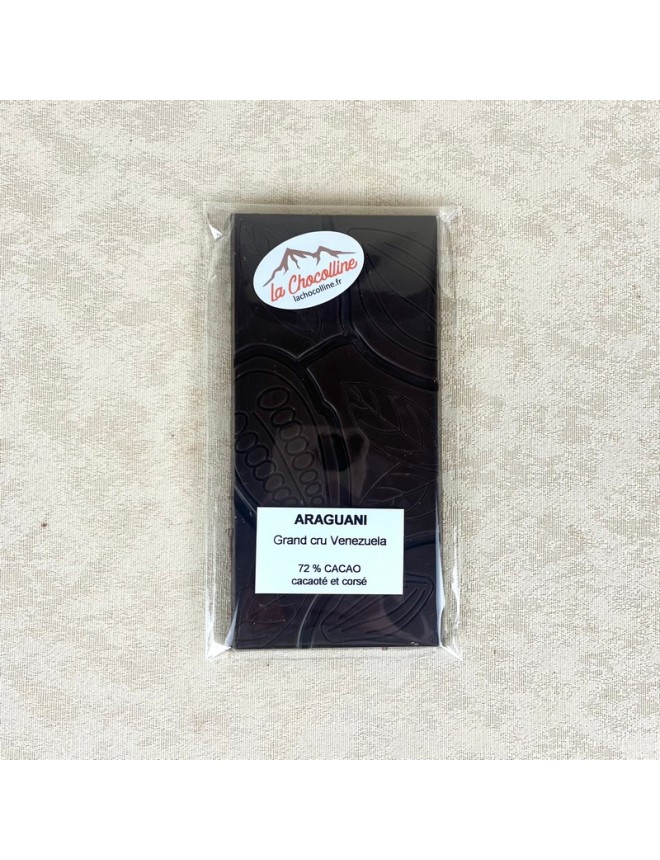 La Chocolline
lachocolline.fr
ARAGUANI
Grand cru Venezuela
72 % CACAO
cacaoté et corsé